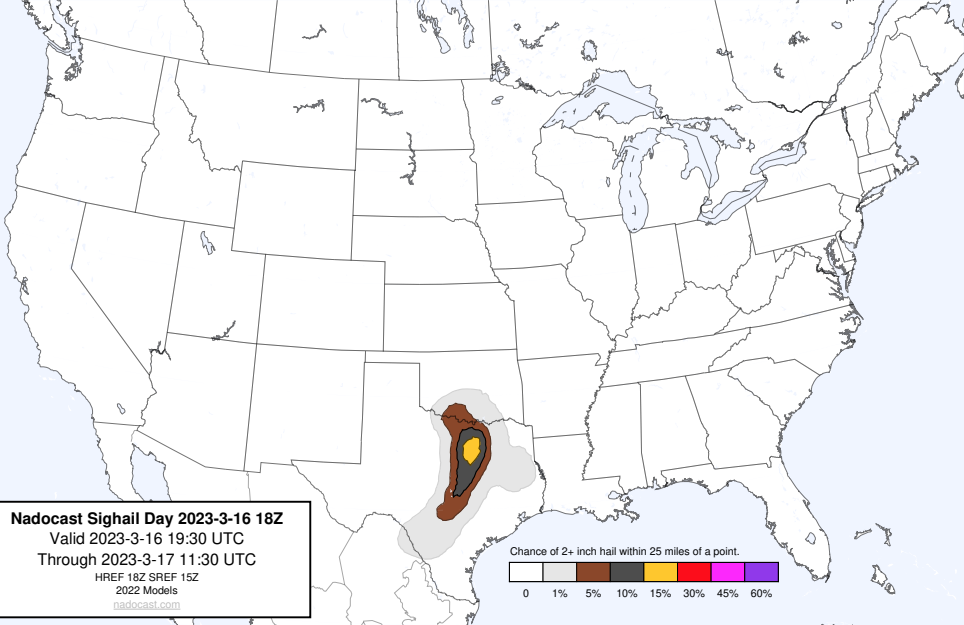 Nadocast Sighail Day 2023-3-16 18Z
Valid 2023-3-16 19:30 UTC
Through 2023-3-17 11:30 UTC
HREF 18Z SREF 15Z
2022 Models
nadocast.com
Chance of 2+ inch hail within 25 miles of a point.
0 1% 5% 10% 15% 30% 45% 60%